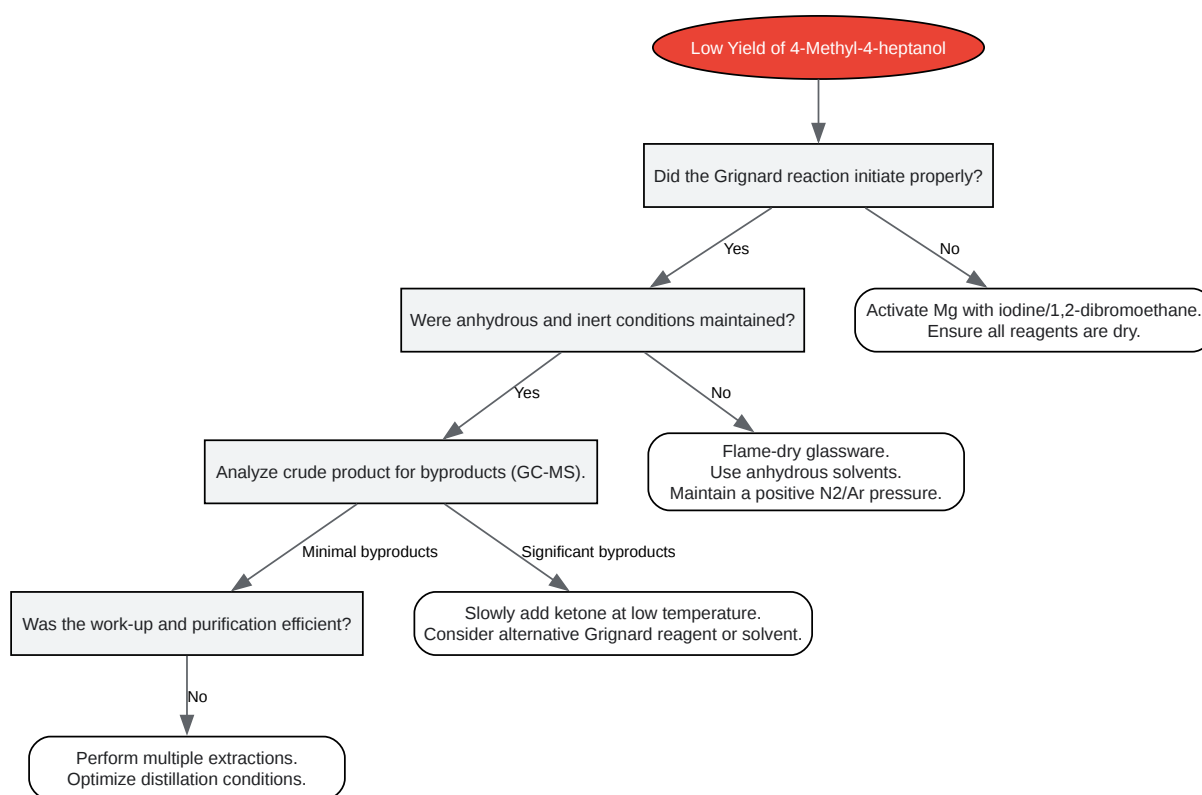 Low Yield of 4-Methyl-4-heptanol
Did the Grignard reaction initiate properly?
Yes
No
Were anhydrous and inert conditions maintained?
Activate Mg with iodine/1,2-dibromoethane.
Ensure all reagents are dry.
Yes
No
Analyze crude product for byproducts (GC-MS).
Flame-dry glassware.
Use anhydrous solvents.
Maintain a positive N2/Ar pressure.
Minimal byproducts
Significant byproducts
Was the work-up and purification efficient?
Slowly add ketone at low temperature.
Consider alternative Grignard reagent or solvent.
No
Perform multiple extractions.
Optimize distillation conditions.